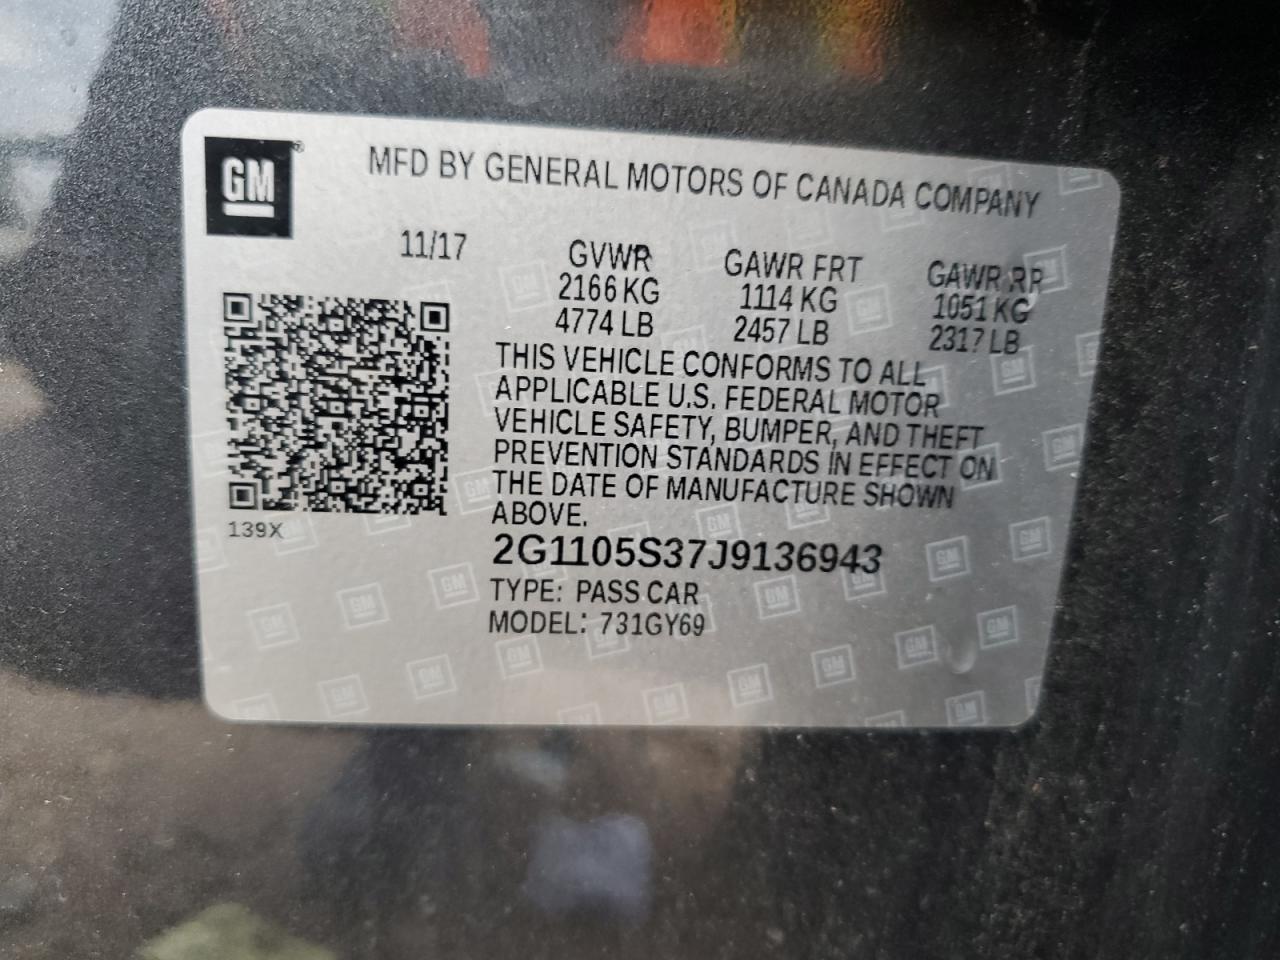 GM
MFD BY GENERAL MOTORS OF CANADA COMPANY
11/17
GVWR
2166 KG
4774 LB
GAWR FRT
1114 KG
2457 LB
GAWR RR
1051 KG
2317 LB
THIS VEHICLE CONFORMS TO ALL
APPLICABLE U.S. FEDERAL MOTOR
VEHICLE SAFETY, BUMPER, AND THEFT
PREVENTION STANDARDS IN EFFECT ON
THE DATE OF MANUFACTURE SHOWN
ABOVE.
139X
2G1105S37J9136943
TYPE: PASS CAR
MODEL: 731GY69